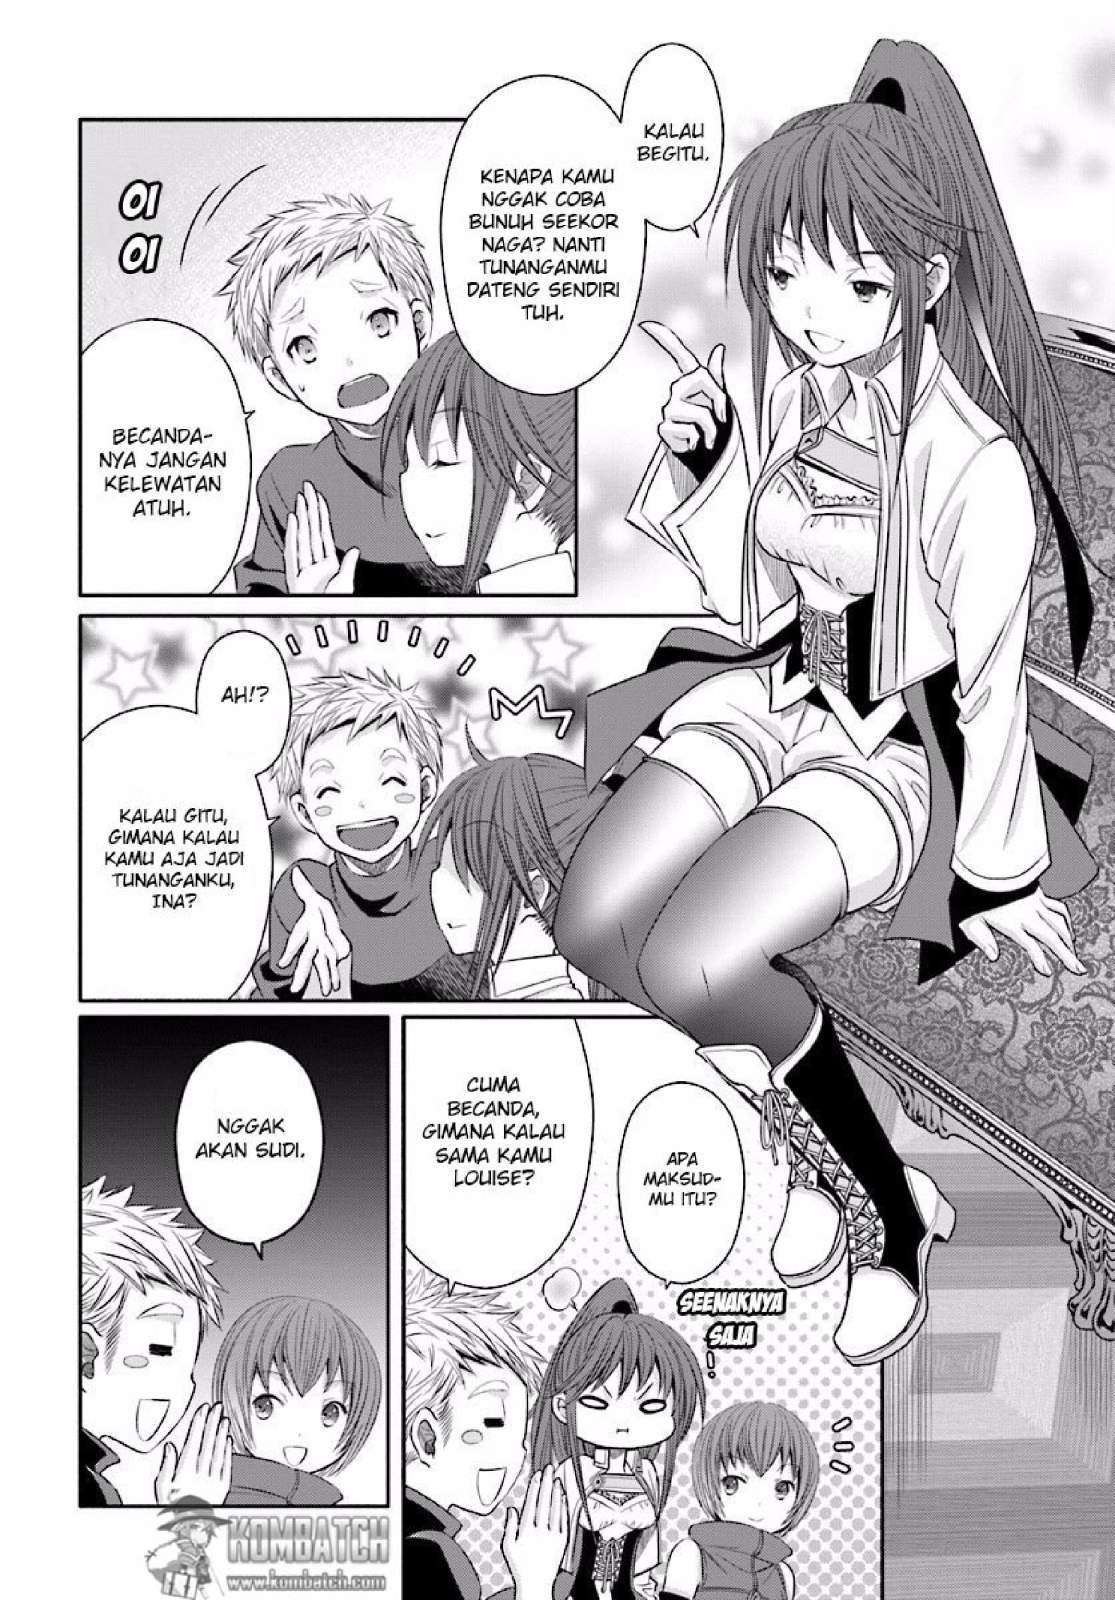 KALAU
BEGITU.
KENAPA KAMU
NGGAK COBA
BUNUH SEEKOR
NAGA? NANTI
TUNANGANMU
DATENG SENDIRI
TUH.
OI
OI
BECANDA-
NYA JANGAN
KELEWATAN
ATUH.
AH!?
KALAU GITU,
GIMANA KALAU
KAMU AJA JADI
TUNANGANKU,
INA?
APA
MAKSUD-
MU ITU?
SEENAKNYA
SAJA
!
CUMA
BECANDA,
GIMANA KALAU
SAMA KAMU
LOUISE?
NGGAK
AKAN SUDI.
KOMBATCH
www.kombatch.com